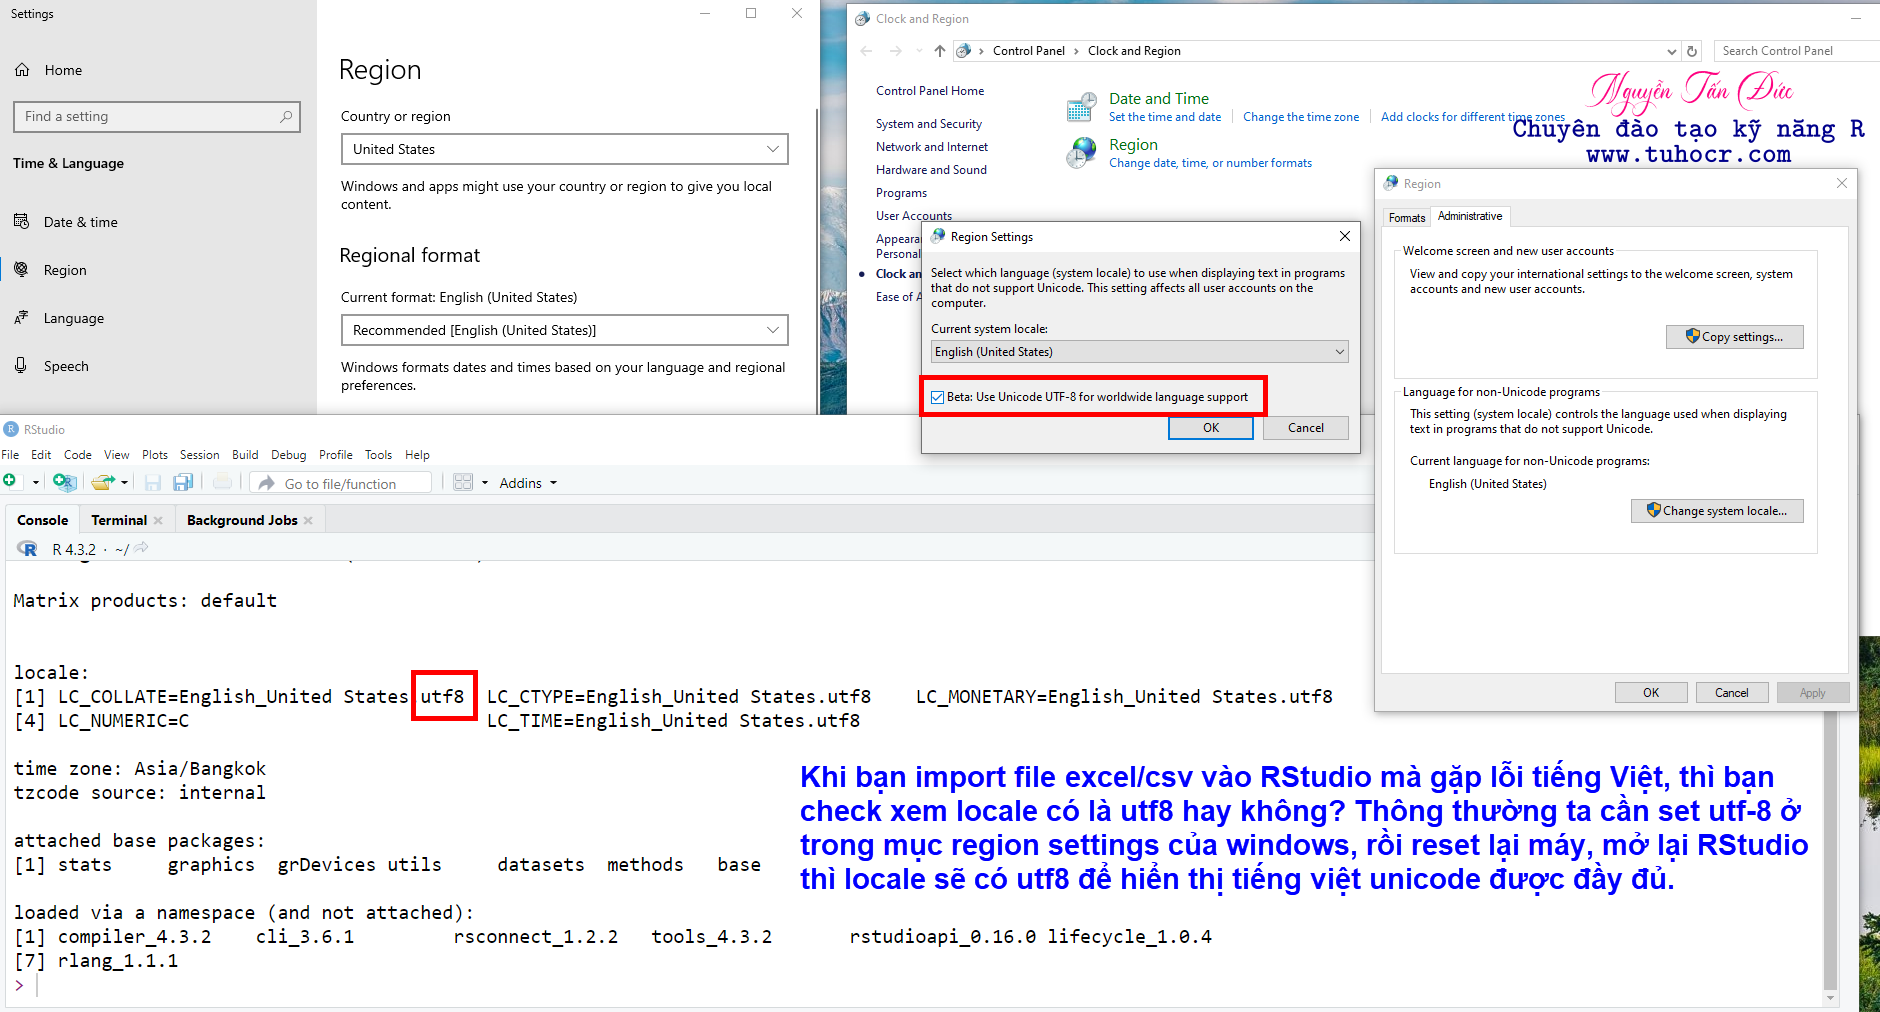 Settings
Home
Find a setting
Time & Language
Date & time
Region
Language
Speech
Region
Country or region
United States
Windows and apps might use your country or region to give you local
content.
Regional format
Current format: English (United States)
Recommended [English (United States)]
Windows formats dates and times based on your language and regional
preferences.
Clock and Region
Control Panel > Clock and Region
Search Control Panel
Control Panel Home
System and Security
Network and Internet
Hardware and Sound
Programs
User Accounts
Appeara
Personal
Clock an
Ease of A
Date and Time
Set the time and date
Change the time zone
Add clocks for different time zones
Region
Change date, time, or number formats
Nguyễn Tấn Đức
Chuyên đào tạo kỹ năng R
www.tuhocr.com
Region Settings
Select which language (system locale) to use when displaying text in programs
that do not support Unicode. This setting affects all user accounts on the
computer.
Current system locale:
English (United States)
Beta: Use Unicode UTF-8 for worldwide language support
OK
Cancel
Region
Formats
Administrative
Welcome screen and new user accounts
View and copy your international settings to the welcome screen, system
accounts and new user accounts.
Copy settings...
Language for non-Unicode programs
This setting (system locale) controls the language used when displaying
text in programs that do not support Unicode.
Current language for non-Unicode programs:
English (United States)
Change system locale...
OK
Cancel
Apply
RStudio
File Edit Code View Plots Session Build Debug Profile Tools Help
Go to file/function
Addins
Console
Terminal
Background Jobs
R 4.3.2 · ~/
Matrix products: default
locale:
[1] LC_COLLATE=English_United States.utf8 LC_CTYPE=English_United States.utf8 LC_MONETARY=English_United States.utf8
[4] LC_NUMERIC=C LC_TIME=English_United States.utf8
time zone: Asia/Bangkok
tzcode source: internal
attached base packages:
[1] stats graphics grDevices utils datasets methods base
loaded via a namespace (and not attached):
[1] compiler_4.3.2 cli_3.6.1 rsconnect_1.2.2 tools_4.3.2 rstudioapi_0.16.0 lifecycle_1.0.4
[7] rlang_1.1.1
>
Khi bạn import file excel/csv vào RStudio mà gặp lỗi tiếng Việt, thì bạn
check xem locale có là utf8 hay không? Thông thường ta cần set utf-8 ở
trong mục region settings của windows, rồi reset lại máy, mở lại RStudio
thì locale sẽ có utf8 để hiển thị tiếng việt unicode được đầy đủ.